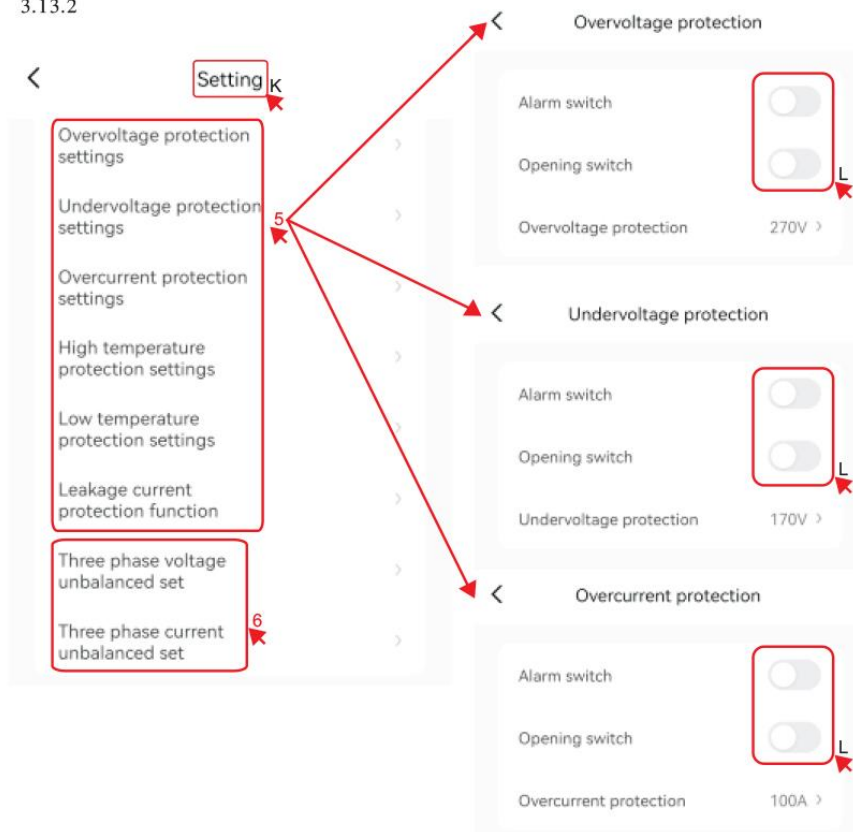 3.13.2
Setting
K
Overvoltage protection
settings
Undervoltage protection
settings
5
Overcurrent protection
settings
High temperature
protection settings
Low temperature
protection settings
Leakage current
protection function
Three phase voltage
unbalanced set
6
Three phase current
unbalanced set
Overvoltage protection
Alarm switch
Opening switch
L
Overvoltage protection 270V
Undervoltage protection
Alarm switch
Opening switch
L
Undervoltage protection 170V
Overcurrent protection
Alarm switch
Opening switch
L
Overcurrent protection 100A